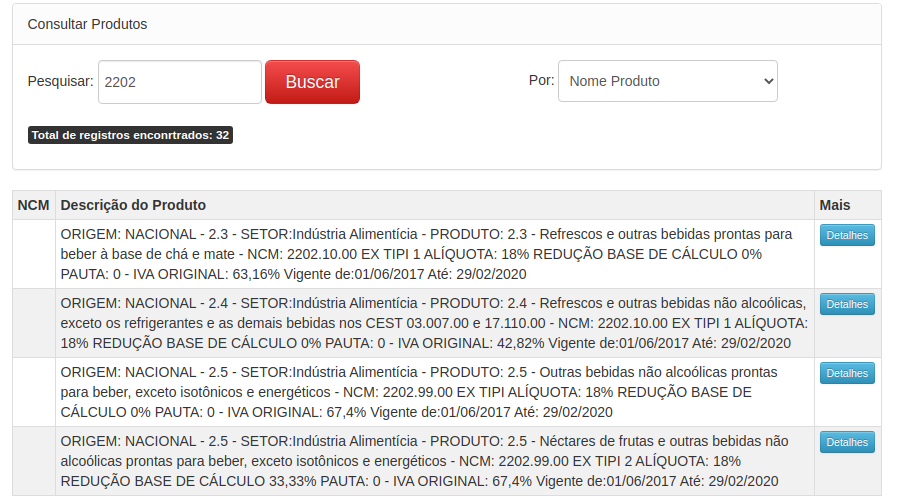 Consultar Produtos
Pesquisar: 2202 Buscar Por: Nome Produto
Total de registros enconrtrados: 32
NCM Descrição do Produto Mais
ORIGEM: NACIONAL - 2.3 - SETOR:Indústria Alimentícia - PRODUTO: 2.3 - Refrescos e outras bebidas prontas para Detalhes
beber à base de chá e mate - NCM: 2202.10.00 EX TIPI 1 ALÍQUOTA: 18% REDUÇÃO BASE DE CÁLCULO 0%
PAUTA: 0 - IVA ORIGINAL: 63,16% Vigente de:01/06/2017 Até: 29/02/2020
ORIGEM: NACIONAL - 2.4 - SETOR:Indústria Alimentícia - PRODUTO: 2.4 - Refrescos e outras bebidas não alcoólicas, Detalhes
exceto os refrigerantes e as demais bebidas nos CEST 03.007.00 e 17.110.00 - NCM: 2202.10.00 EX TIPI 1 ALÍQUOTA:
18% REDUÇÃO BASE DE CÁLCULO 0% PAUTA: 0 - IVA ORIGINAL: 42,82% Vigente de:01/06/2017 Até: 29/02/2020
ORIGEM: NACIONAL - 2.5 - SETOR:Indústria Alimentícia - PRODUTO: 2.5 - Outras bebidas não alcoólicas prontas Detalhes
para beber, exceto isotônicos e energéticos - NCM: 2202.99.00 EX TIPI ALÍQUOTA: 18% REDUÇÃO BASE DE
CÁLCULO 0% PAUTA: 0 - IVA ORIGINAL: 67,4% Vigente de:01/06/2017 Até: 29/02/2020
ORIGEM: NACIONAL - 2.5 - SETOR:Indústria Alimentícia - PRODUTO: 2.5 - Néctares de frutas e outras bebidas não Detalhes
alcoólicas prontas para beber, exceto isotônicos e energéticos - NCM: 2202.99.00 EX TIPI 2 ALÍQUOTA: 18%
REDUÇÃO BASE DE CÁLCULO 33,33% PAUTA: 0 - IVA ORIGINAL: 67,4% Vigente de:01/06/2017 Até: 29/02/2020